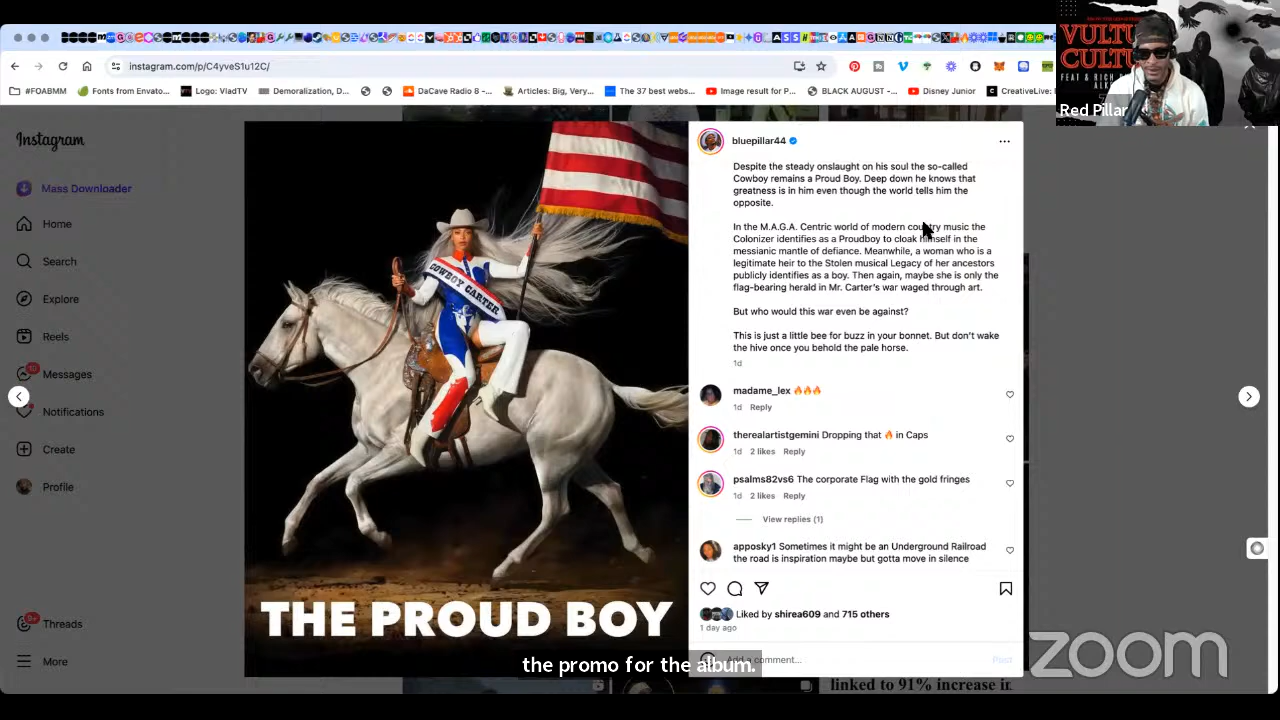 instagram.com/p/C4yveS1u12C/
#FOABMM
Fonts from Envato...
Logo: VladTV
Demoralization, D...
DaCave Radio 8 -...
Articles: Big, Very...
The 37 best webs...
Image result for P...
BLACK AUGUST -...
Disney Junior
CreativeLive:
VULTU
CULTU
FEAT & RICH
Red Pillar
Instagram
Mass Downloader
Home
Search
Explore
Reels
Messages
Notifications
Create
Profile
9+
Threads
More
COWBOY CARTER
THE PROUD BOY
bluepillar44
Despite the steady onslaught on his soul the so-called
Cowboy remains a Proud Boy. Deep down he knows that
greatness is in him even though the world tells him the
opposite.
In the M.A.G.A. Centric world of modern country music the
Colonizer identifies as a Proudboy to cloak himself in the
messianic mantle of defiance. Meanwhile, a woman who is a
legitimate heir to the Stolen musical Legacy of her ancestors
publicly identifies as a boy. Then again, maybe she is only the
flag-bearing herald in Mr. Carter's war waged through art.
But who would this war even be against?
This is just a little bee for buzz in your bonnet. But don't wake
the hive once you behold the pale horse.
1d
madame_lex 🔥🔥🔥
1d Reply
therealartistgemini Dropping that 🔥 in Caps
1d 2 likes Reply
psalms82vs6 The corporate Flag with the gold fringes
1d 2 likes Reply
View replies (1)
apposky1 Sometimes it might be an Underground Railroad
the road is inspiration maybe but gotta move in silence
Liked by shirea609 and 715 others
1 day ago
Add a comment...
Post
the promo for the album.
zoom
linked to 91% increase in